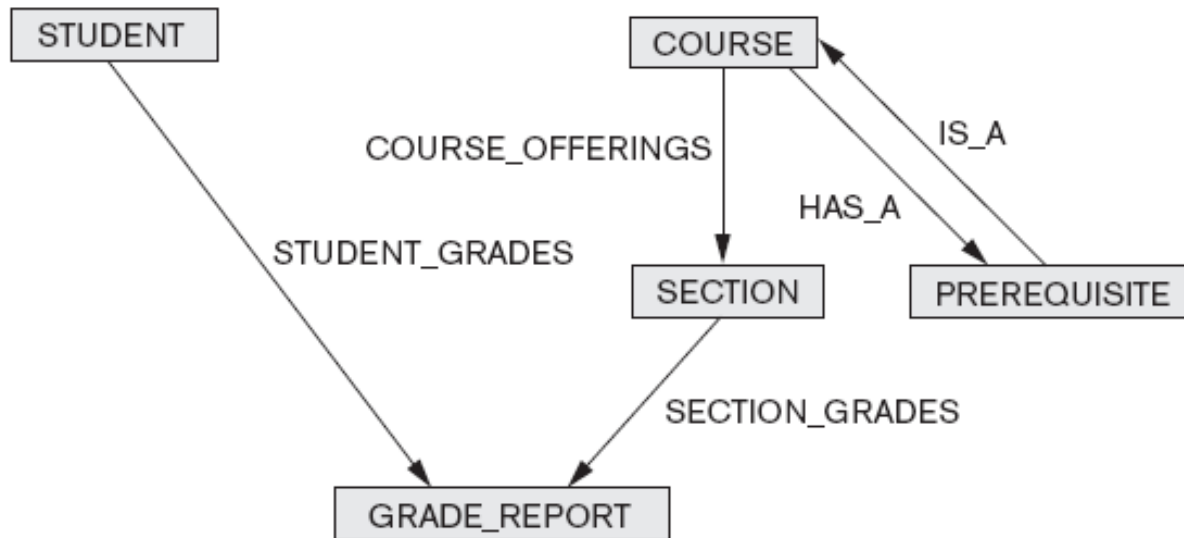 STUDENT
COURSE
COURSE_OFFERINGS
IS_A
HAS_A
STUDENT_GRADES
SECTION
PREREQUISITE
SECTION_GRADES
GRADE_REPORT